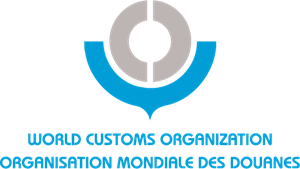 WORLD CUSTOMS ORGANIZATION
ORGANISATION MONDIALE DES DOUANES